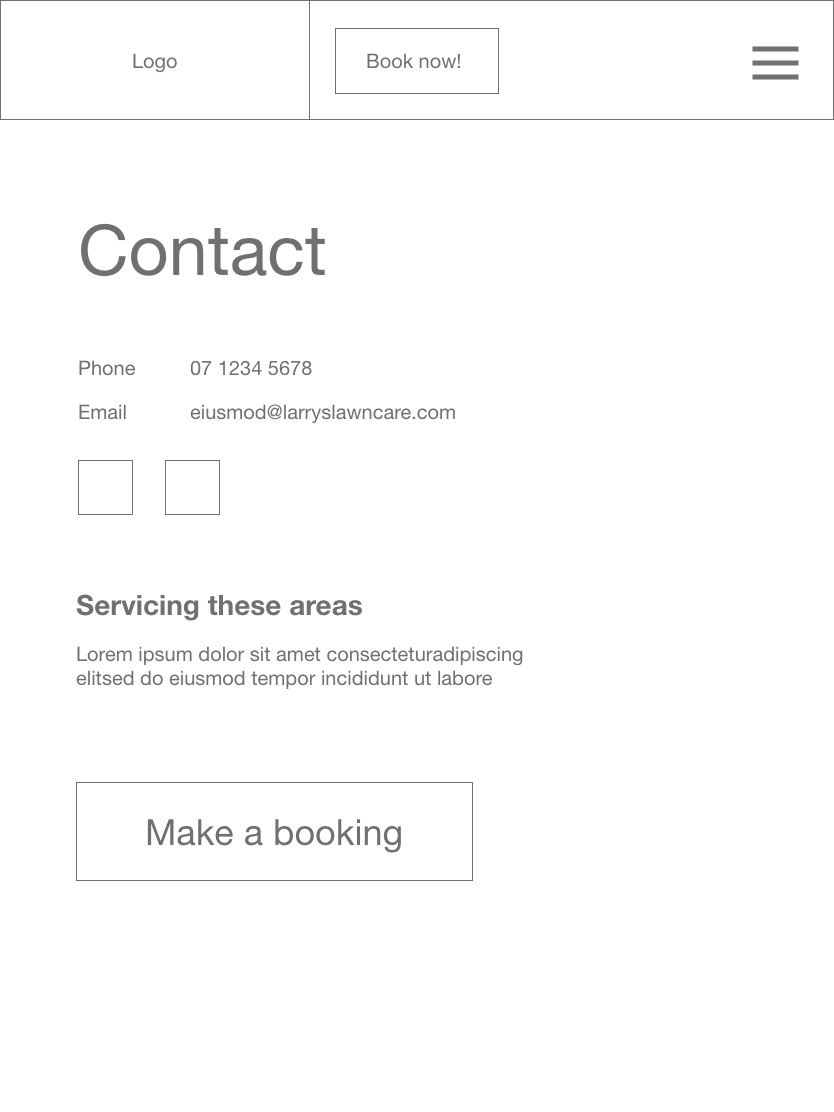 Logo
Book now!
Contact
Phone 07 1234 5678
Email eiusmod@larryslawncare.com
Servicing these areas
Lorem ipsum dolor sit amet consecteturadipiscing
elitsed do eiusmod tempor incididunt ut labore
Make a booking